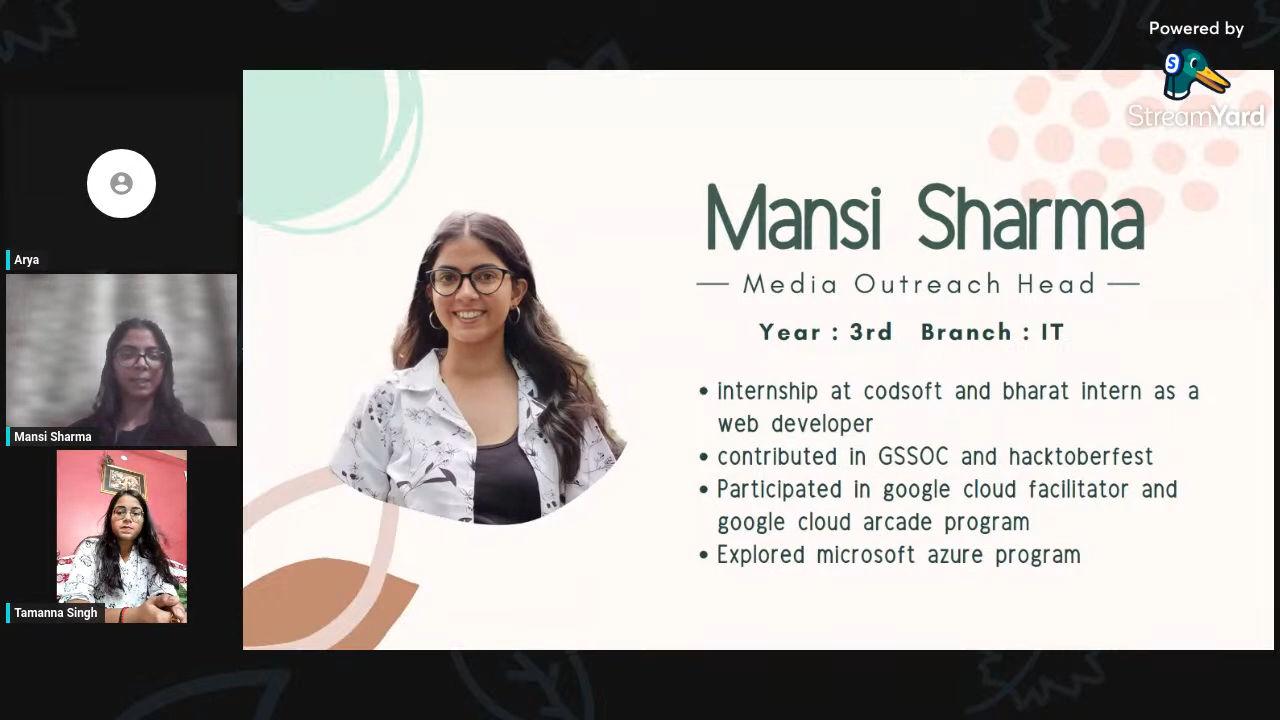 Powered by
StreamYard
Arya
Mansi Sharma
Tamanna Singh
Mansi Sharma
Media Outreach Head
Year : 3rd Branch : IT
• internship at codsoft and bharat intern as a
web developer
• contributed in GSSOC and hacktoberfest
• Participated in google cloud facilitator and
google cloud arcade program
• Explored microsoft azure program